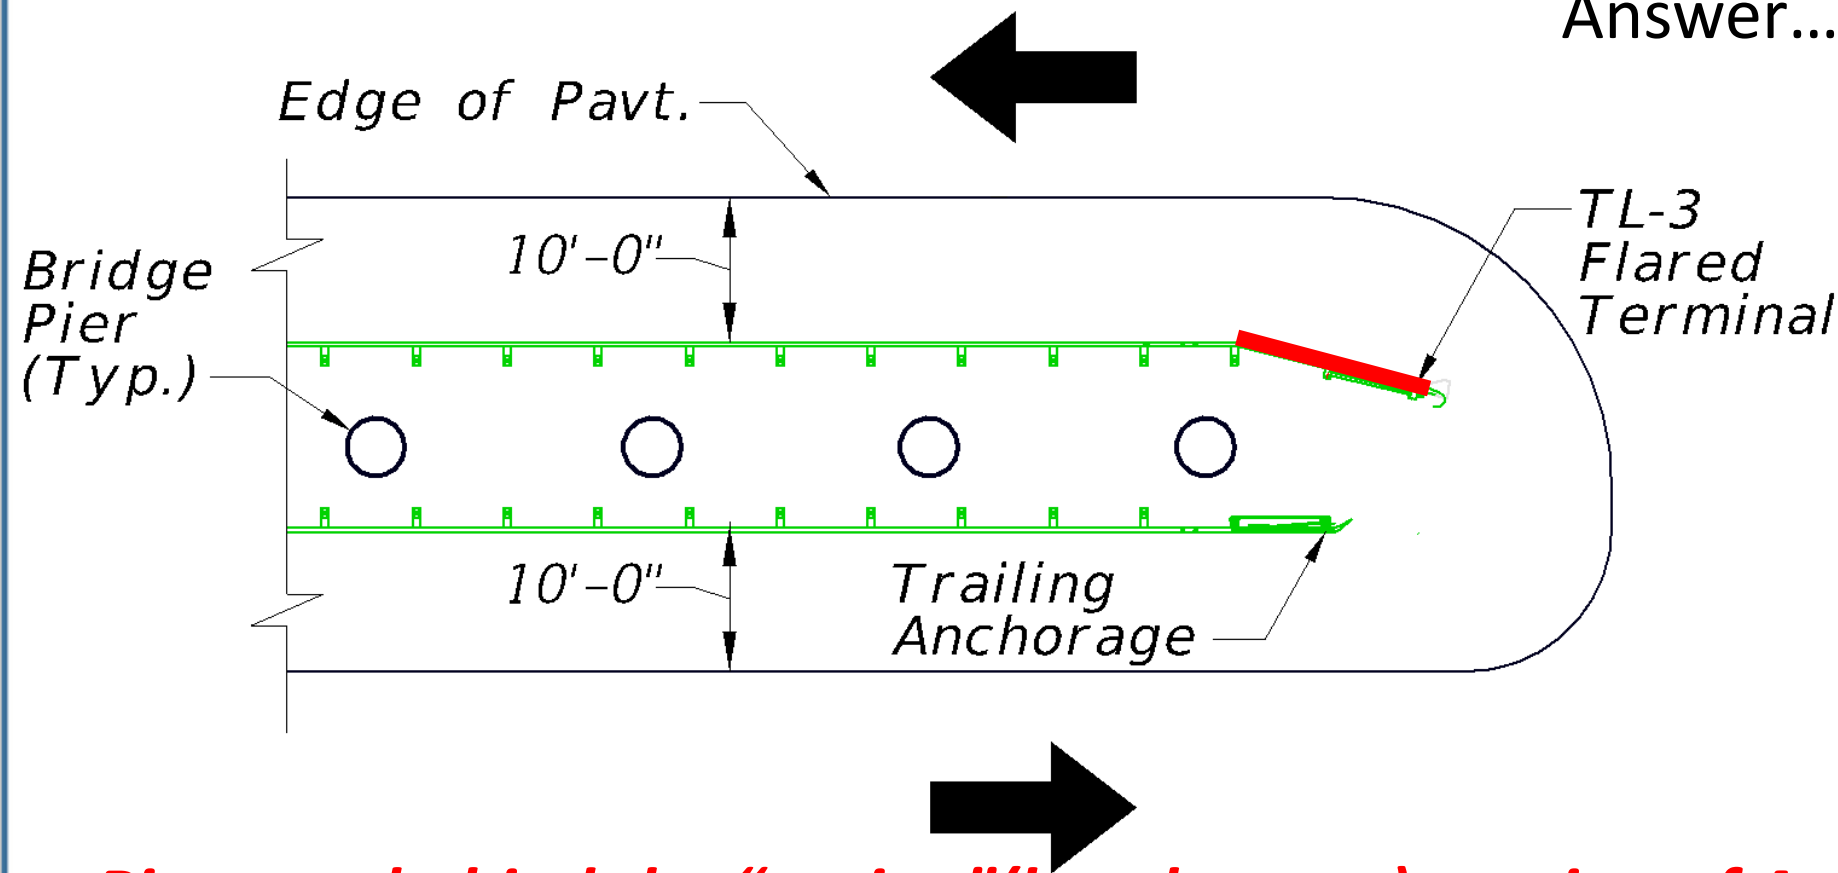 Answer...
Edge of Pavt.
TL-3
Flared
Terminal
10'-0"
Bridge
Pier
(Typ.)
10'-0"
Trailing
Anchorage